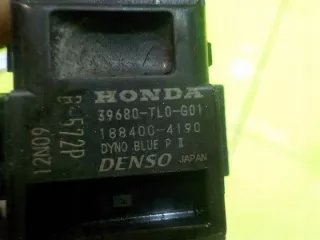 HONDA
39680-TL0-G01
188400-4190
DYNO BLUE P II
DENSO JAPAN
B-572P
12N09